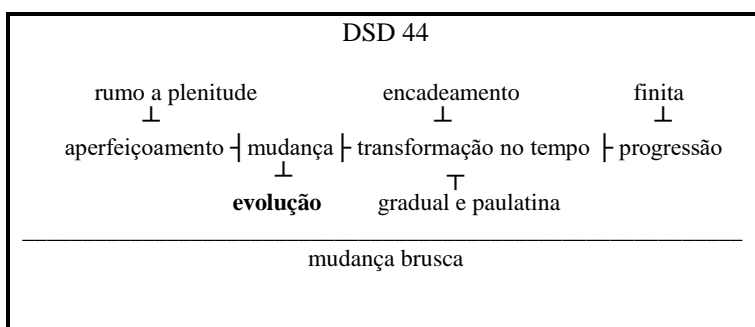 DSD 44
rumo a plenitude encadeamento finita
┴ ┴ ┴
aperfeiçoamento ┤ mudança ├ transformação no tempo ├ progressão
┴ ┬
evolução gradual e paulatina
mudança brusca